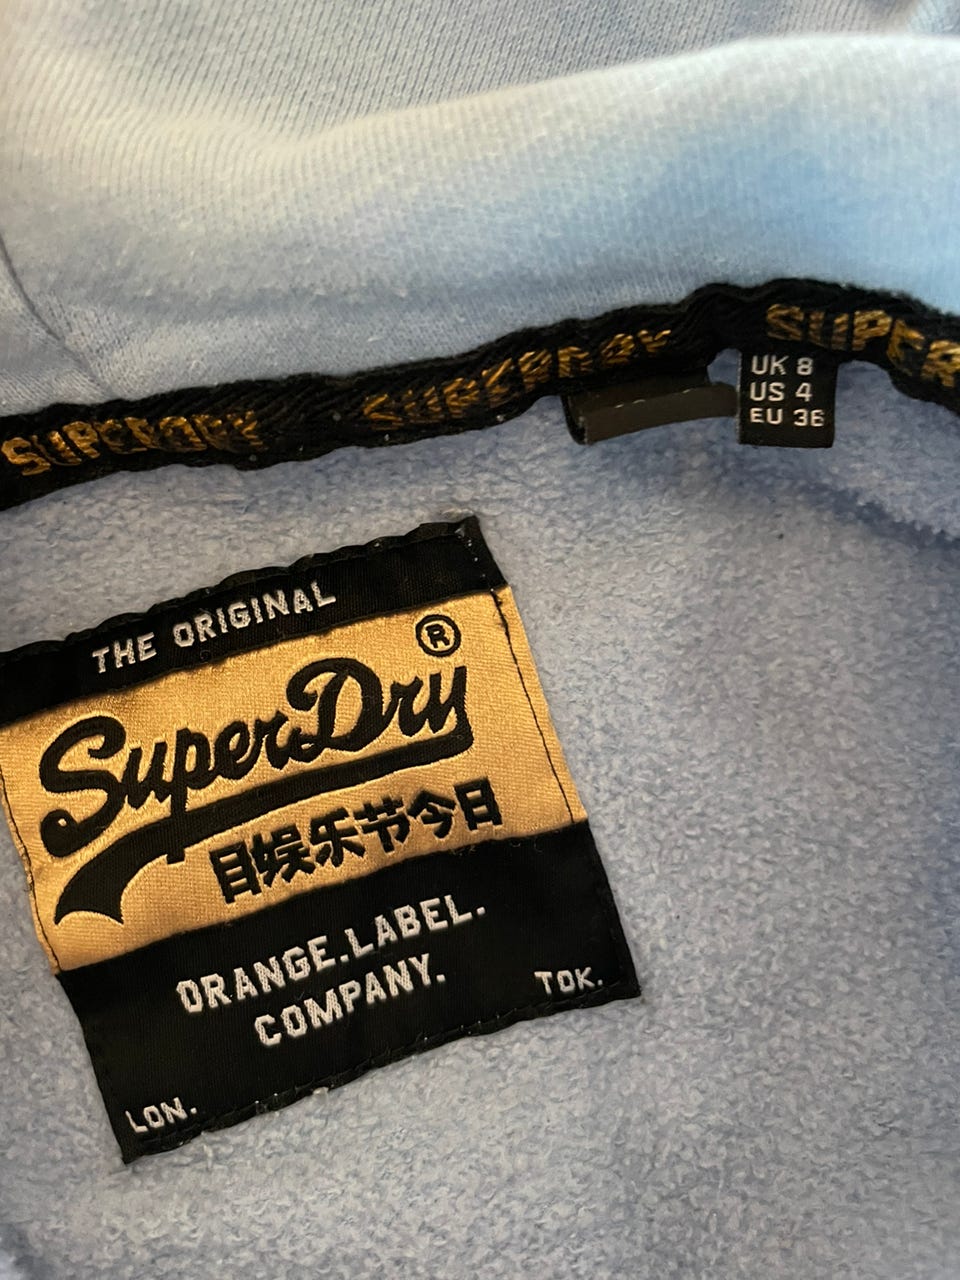 SUPERDRY SUPERDRY SUPER
UK 8
US 4
EU 36
THE ORIGINAL
SuperDry®
目娱乐节今目
ORANGE.LABEL.
COMPANY.
TOK.
LON.